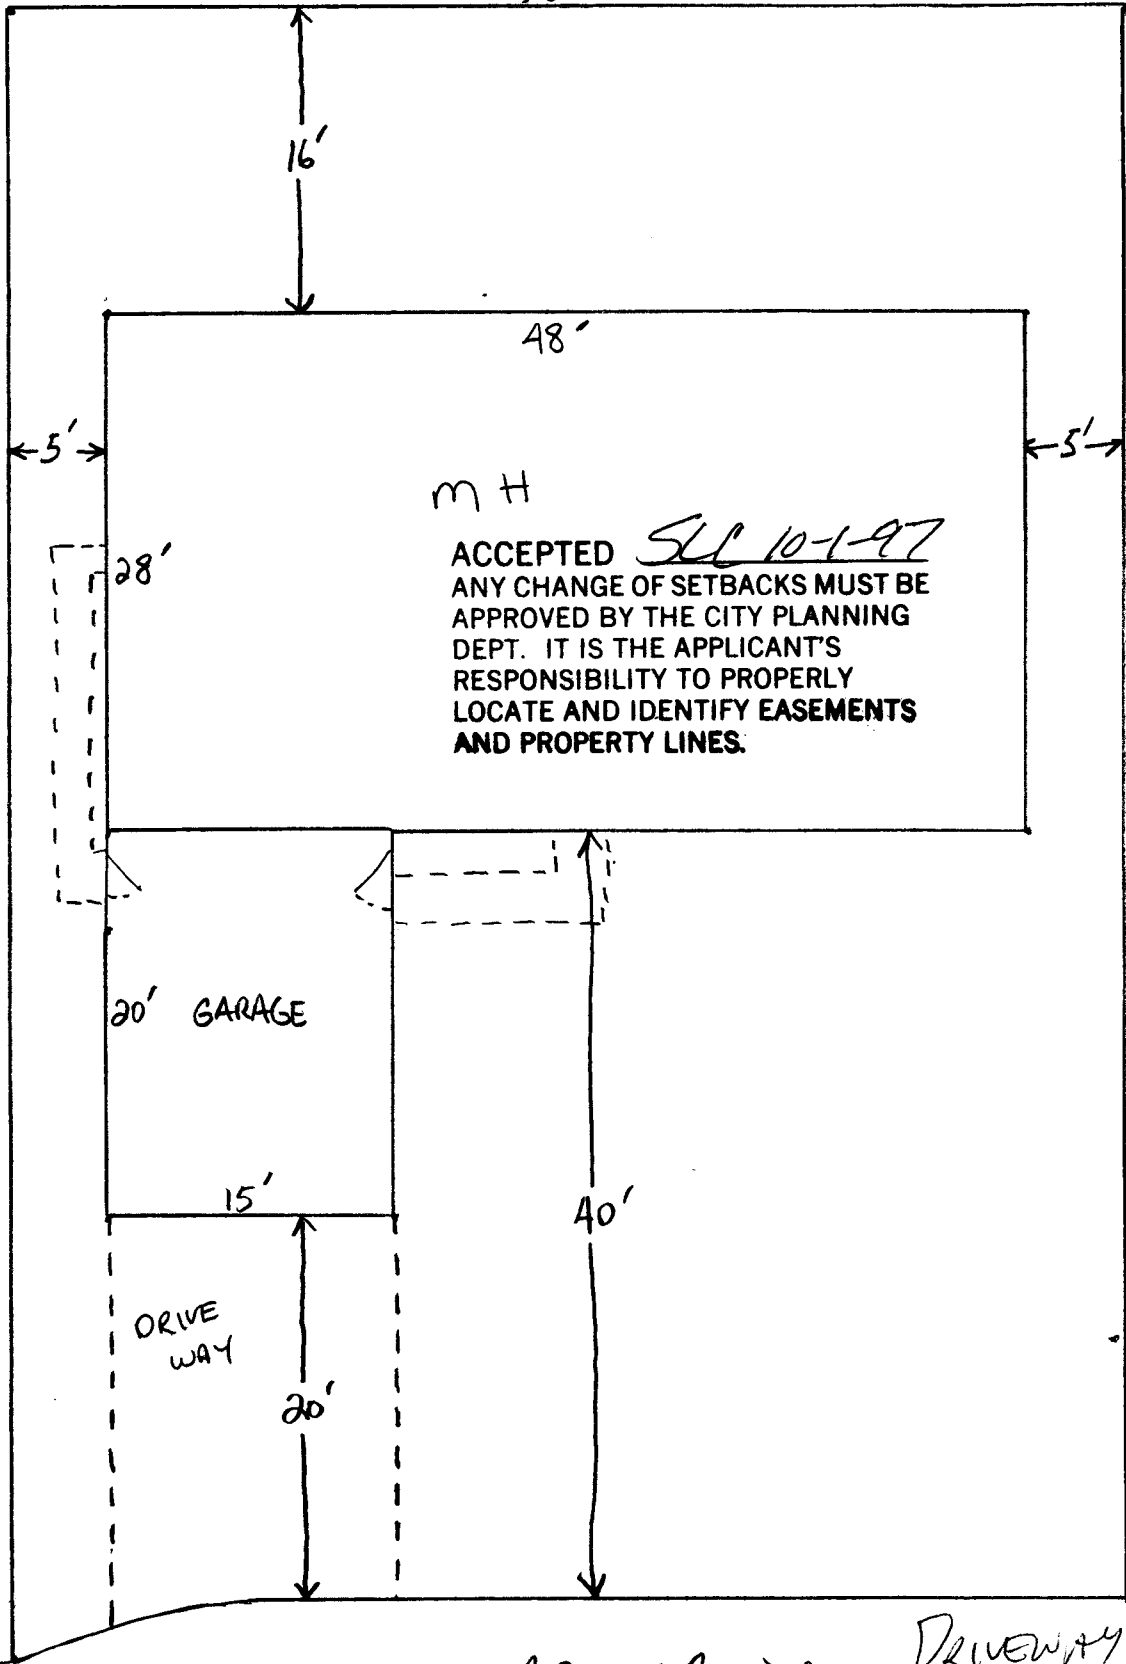 16'
48'
5'
5'
M H
28'
ACCEPTED SLC 10-1-97
ANY CHANGE OF SETBACKS MUST BE
APPROVED BY THE CITY PLANNING
DEPT. IT IS THE APPLICANT'S
RESPONSIBILITY TO PROPERLY
LOCATE AND IDENTIFY EASEMENTS
AND PROPERTY LINES.
20' GARAGE
15'
40'
DRIVE
WAY
20'
DRIVEWAY